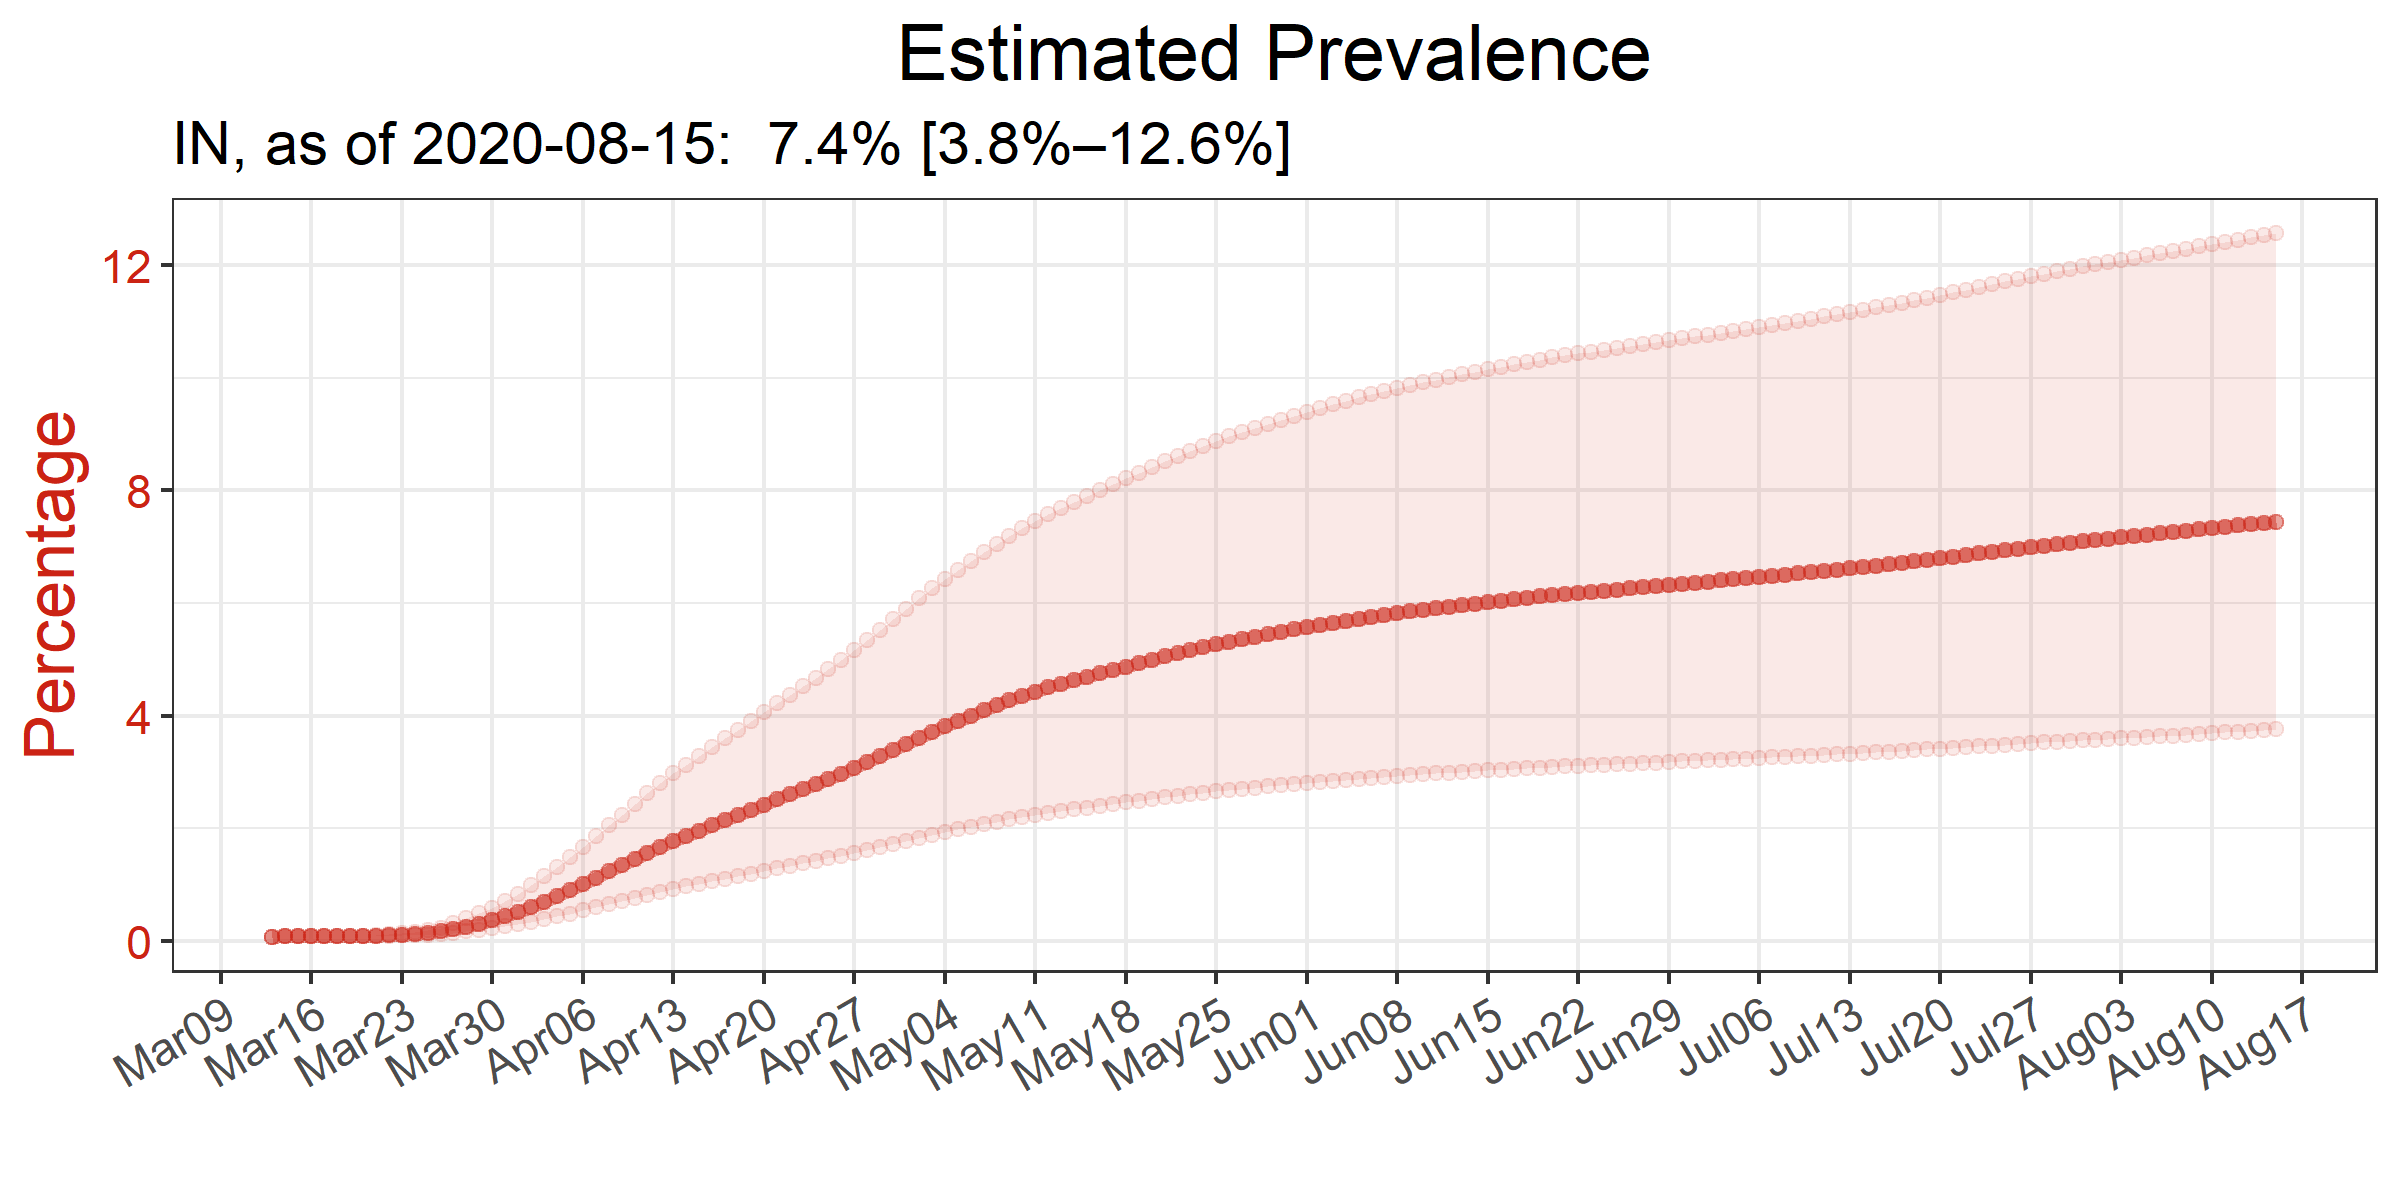 Estimated Prevalence
IN, as of 2020-08-15:  7.4% [3.8%–12.6%]
Percentage
12
8
4
0
Mar09
Mar16
Mar23
Mar30
Apr06
Apr13
Apr20
Apr27
May04
May11
May18
May25
Jun01
Jun08
Jun15
Jun22
Jun29
Jul06
Jul13
Jul20
Jul27
Aug03
Aug10
Aug17